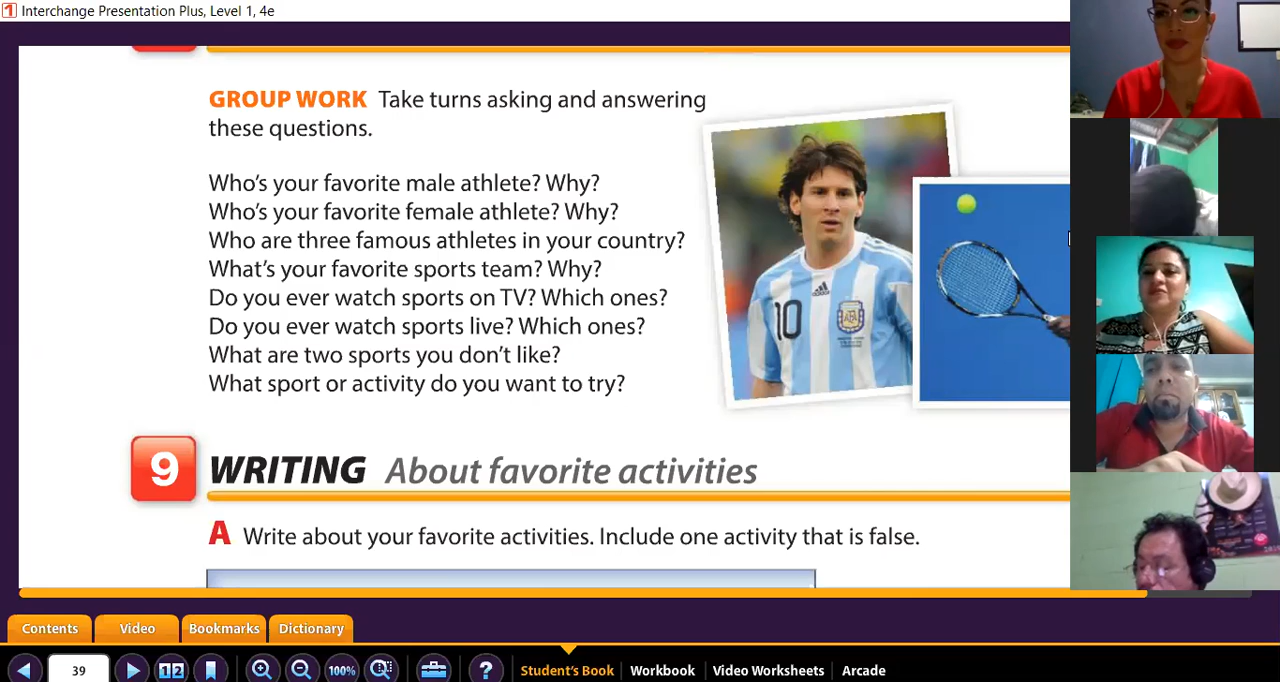 Interchange Presentation Plus, Level 1, 4e
GROUP WORK Take turns asking and answering
these questions.
Who's your favorite male athlete? Why?
Who's your favorite female athlete? Why?
Who are three famous athletes in your country?
What's your favorite sports team? Why?
Do you ever watch sports on TV? Which ones?
Do you ever watch sports live? Which ones?
What are two sports you don't like?
What sport or activity do you want to try?
10
9 WRITING About favorite activities
A Write about your favorite activities. Include one activity that is false.
Contents Video Bookmarks Dictionary
39 1 2 100% ? Student's Book Workbook Video Worksheets Arcade